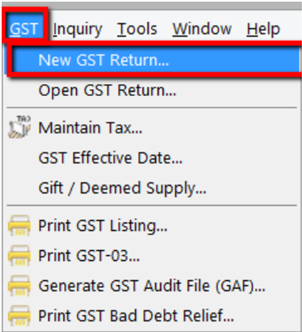 GST Inquiry Tools Window Help
New GST Return...
Open GST Return...
TAX Maintain Tax...
GST Effective Date...
Gift / Deemed Supply...
Print GST Listing...
Print GST-03...
Generate GST Audit File (GAF)...
Print GST Bad Debt Relief...